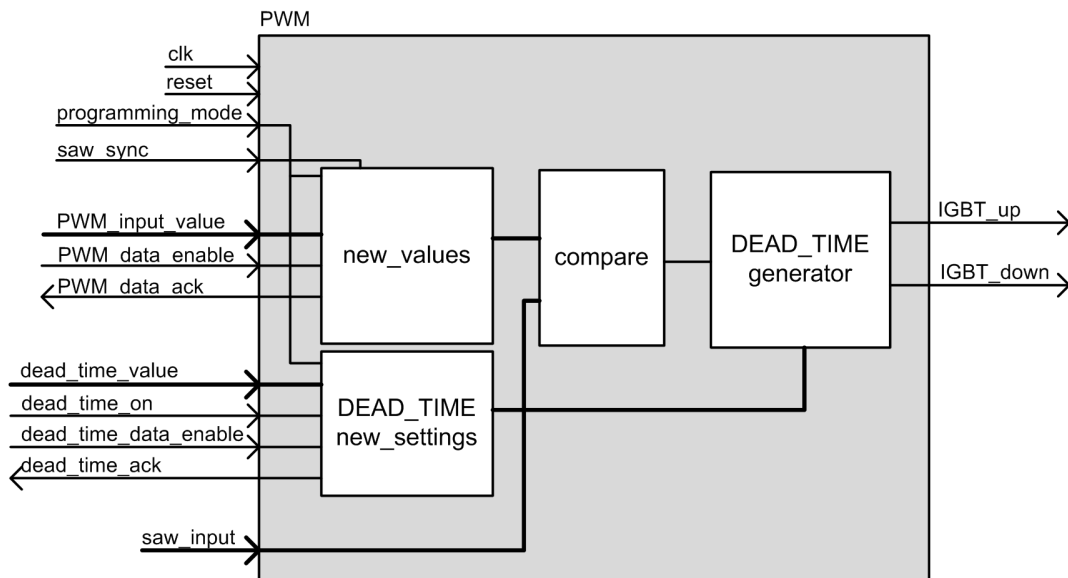 PWM
clk
reset
programming_mode
saw_sync
PWM_input_value
PWM_data_enable
PWM_data_ack
new_values
compare
DEAD_TIME
generator
IGBT_up
IGBT_down
dead_time_value
dead_time_on
dead_time_data_enable
dead_time_ack
DEAD_TIME
new_settings
saw_input